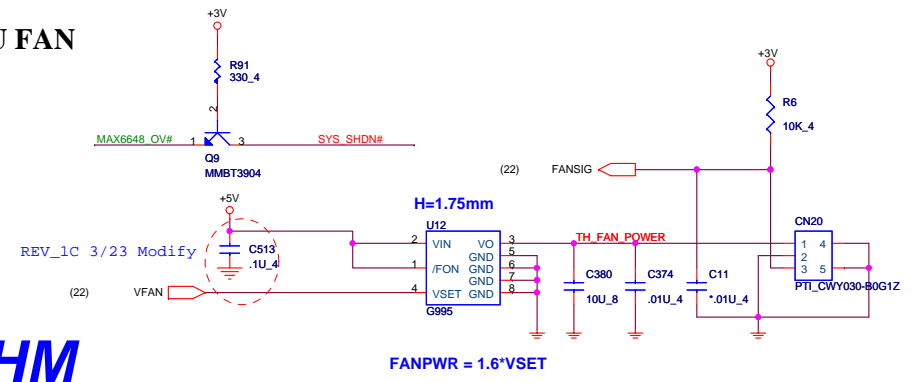 U FAN
+3V
R91
330_4
2
MAX6648_OV#
1
3
SYS_SHDN#
Q9
MMBT3904
+3V
R6
10K_4
(22)
FANSIG
+5V
H=1.75mm
REV_1C 3/23 Modify
C513
.1U_4
(22)
VFAN
U12
2
VIN
VO
3
GND
5
1
/FON
GND
6
GND
7
4
VSET
GND
8
G995
TH_FAN_POWER
C380
10U_8
C374
.01U_4
C11
*.01U_4
CN20
1
4
2
3
5
PTI_CWY030-B0G1Z
HM
FANPWR = 1.6*VSET